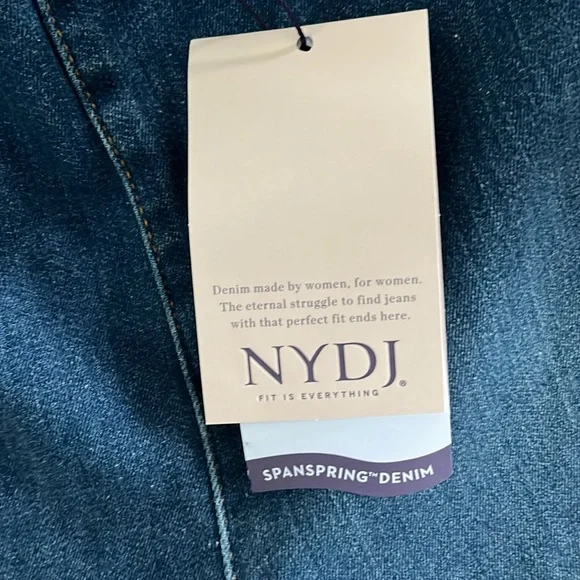 Denim made by women, for women.
The eternal struggle to find jeans
with that perfect fit ends here.
NYDJ®
FIT IS EVERYTHING
SPANSPRING™DENIM